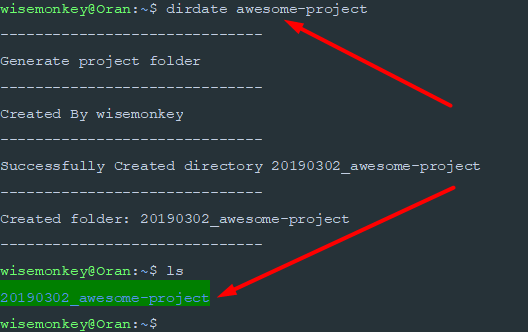 wisemonkey@Oran:~$ dirdate awesome-project
------------------------------
Generate project folder
------------------------------
Created By wisemonkey
------------------------------
Successfully Created directory 20190302_awesome-project
------------------------------
Created folder: 20190302_awesome-project
------------------------------
wisemonkey@Oran:~$ ls
20190302_awesome-project
wisemonkey@Oran:~$